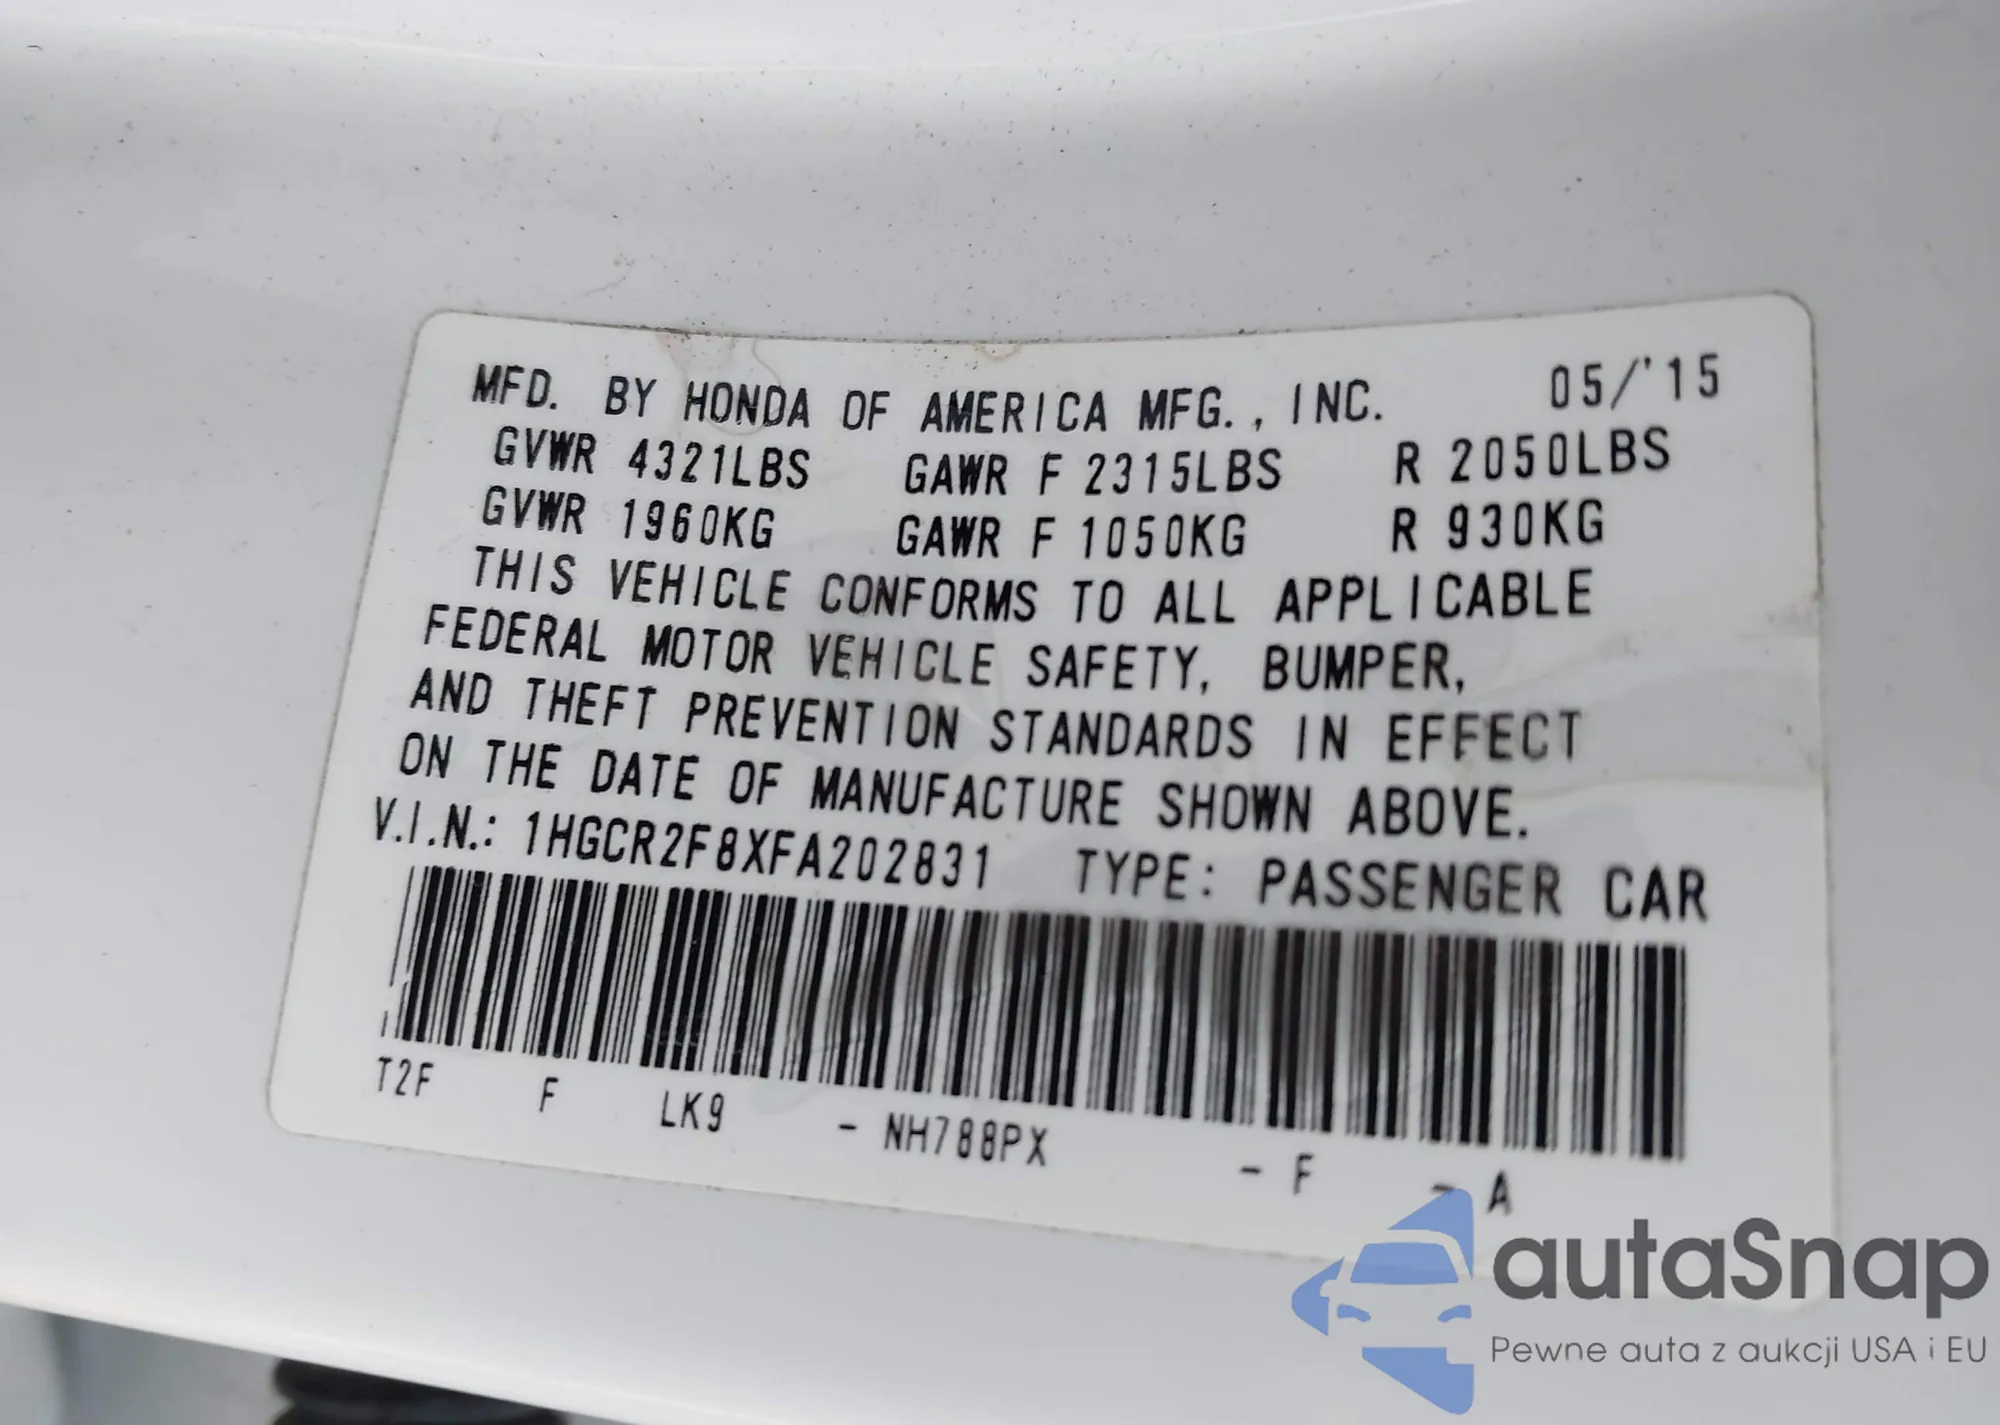 MFD. BY HONDA OF AMERICA MFG., INC. 05/'15
GVWR 4321LBS GAWR F 2315LBS R 2050LBS
GVWR 1960KG GAWR F 1050KG R 930KG
THIS VEHICLE CONFORMS TO ALL APPLICABLE
FEDERAL MOTOR VEHICLE SAFETY, BUMPER,
AND THEFT PREVENTION STANDARDS IN EFFECT
ON THE DATE OF MANUFACTURE SHOWN ABOVE.
V.I.N.: 1HGCR2F8XFA202831 TYPE: PASSENGER CAR
T2F F LK9 - NH788PX - F - A
autaSnap
Pewne auta z aukcji USA i EU